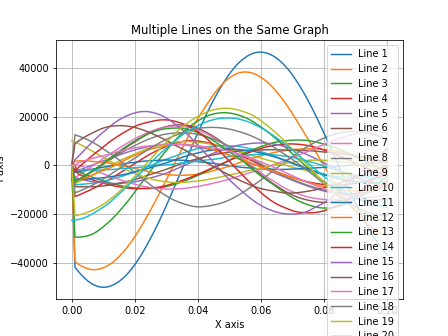 Multiple Lines on the Same Graph
40000
20000
0
−20000
−40000
0.00
0.02
0.04
0.06
X axis
Line 1
Line 2
Line 3
Line 4
Line 5
Line 6
Line 7
Line 8
Line 9
Line 10
Line 11
Line 12
Line 13
Line 14
Line 15
Line 16
Line 17
Line 18
Line 19
Line 20